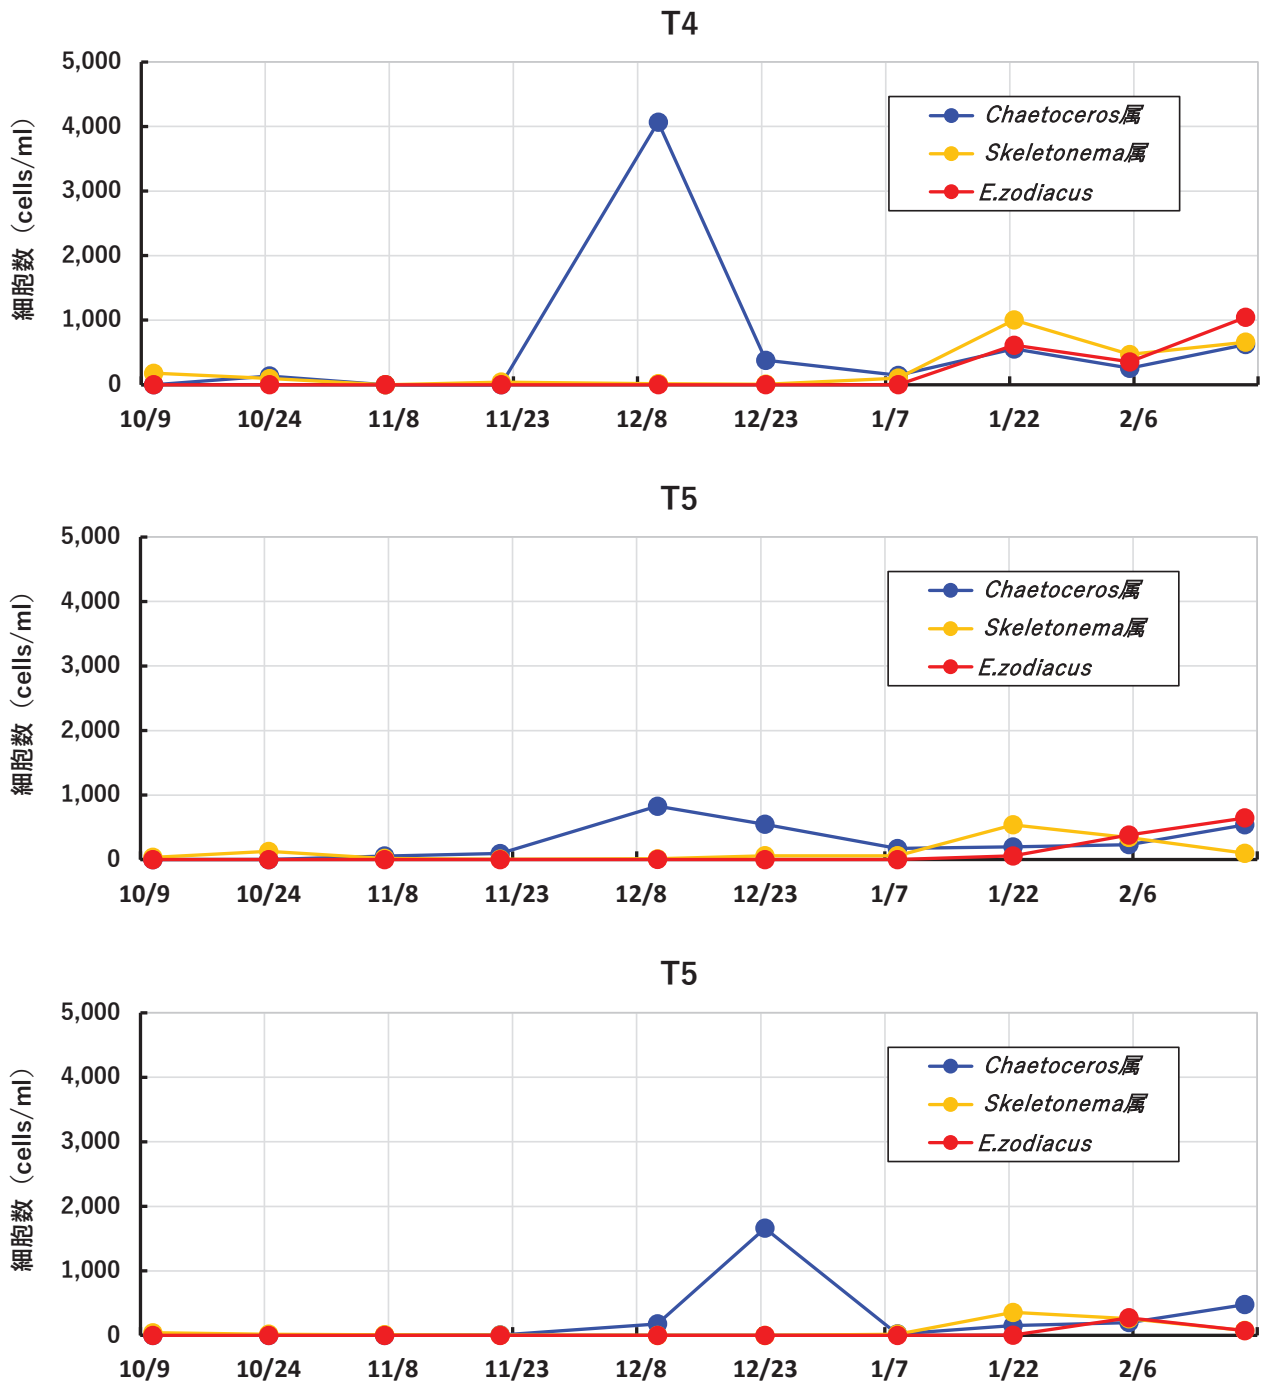 T4
5,000
4,000
3,000
2,000
1,000
0
細胞数（cells/ml）
Chaetoceros属
Skeletonema属
E.zodiacus
10/9 10/24 11/8 11/23 12/8 12/23 1/7 1/22 2/6
T5
5,000
4,000
3,000
2,000
1,000
0
細胞数（cells/ml）
Chaetoceros属
Skeletonema属
E.zodiacus
10/9 10/24 11/8 11/23 12/8 12/23 1/7 1/22 2/6
T5
5,000
4,000
3,000
2,000
1,000
0
細胞数（cells/ml）
Chaetoceros属
Skeletonema属
E.zodiacus
10/9 10/24 11/8 11/23 12/8 12/23 1/7 1/22 2/6